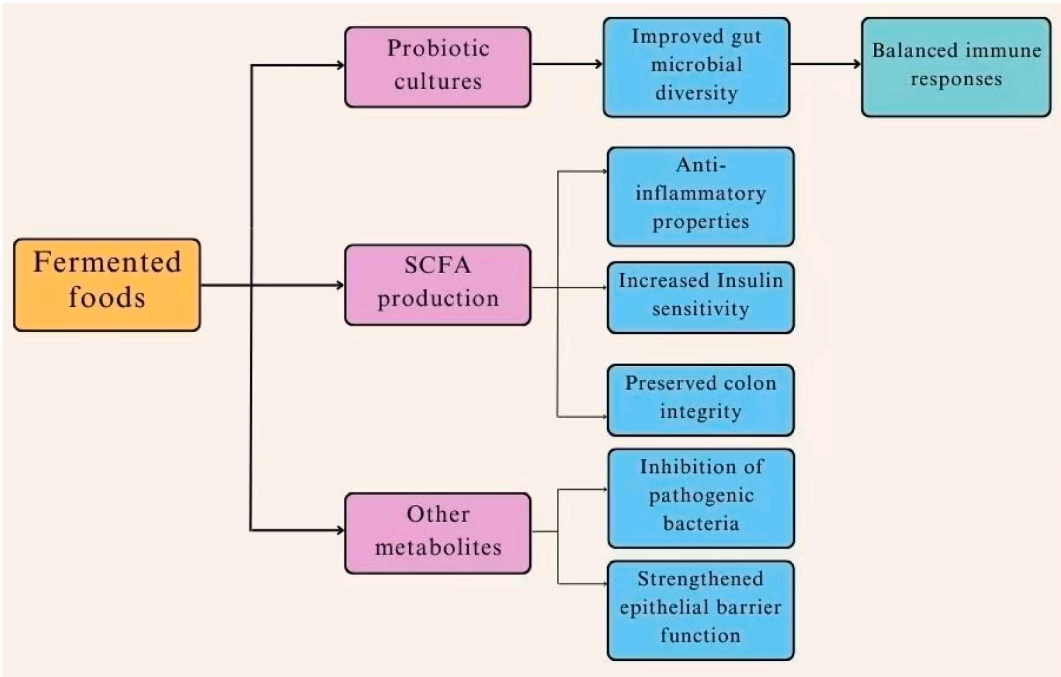 Fermented
foods
Probiotic
cultures
Improved gut
microbial
diversity
Balanced immune
responses
SCFA
production
Anti-
inflammatory
properties
Increased Insulin
sensitivity
Preserved colon
integrity
Other
metabolites
Inhibition of
pathogenic
bacteria
Strengthened
epithelial barrier
function